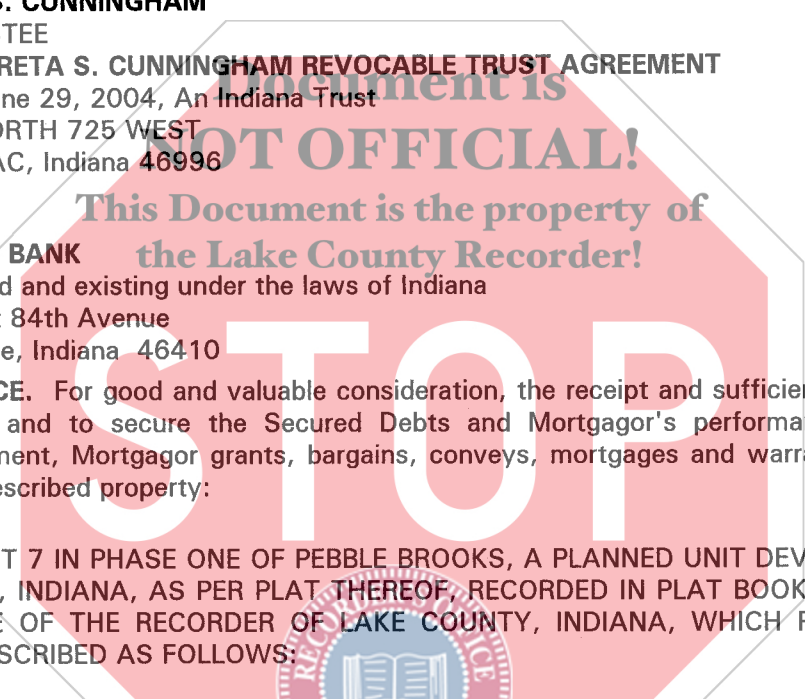 S. CUNNINGHAM
TEE
RETA S. CUNNINGHAM REVOCABLE TRUST AGREEMENT
ne 29, 2004, An Indiana Trust
Document is
ORTH 725 WEST
NOT OFFICIAL!
AC, Indiana 46996
This Document is the property of
BANK
the Lake County Recorder!
d and existing under the laws of Indiana
84th Avenue
e, Indiana 46410
CE. For good and valuable consideration, the receipt and sufficien
and to secure the Secured Debts and Mortgagor's performa
ment, Mortgagor grants, bargains, conveys, mortgages and warra
escribed property:
STOP
T 7 IN PHASE ONE OF PEBBLE BROOKS, A PLANNED UNIT DEV
, INDIANA, AS PER PLAT THEREOF, RECORDED IN PLAT BOOK
E OF THE RECORDER OF LAKE COUNTY, INDIANA, WHICH P
SCRIBED AS FOLLOWS:
RECORDER'S OFFICE